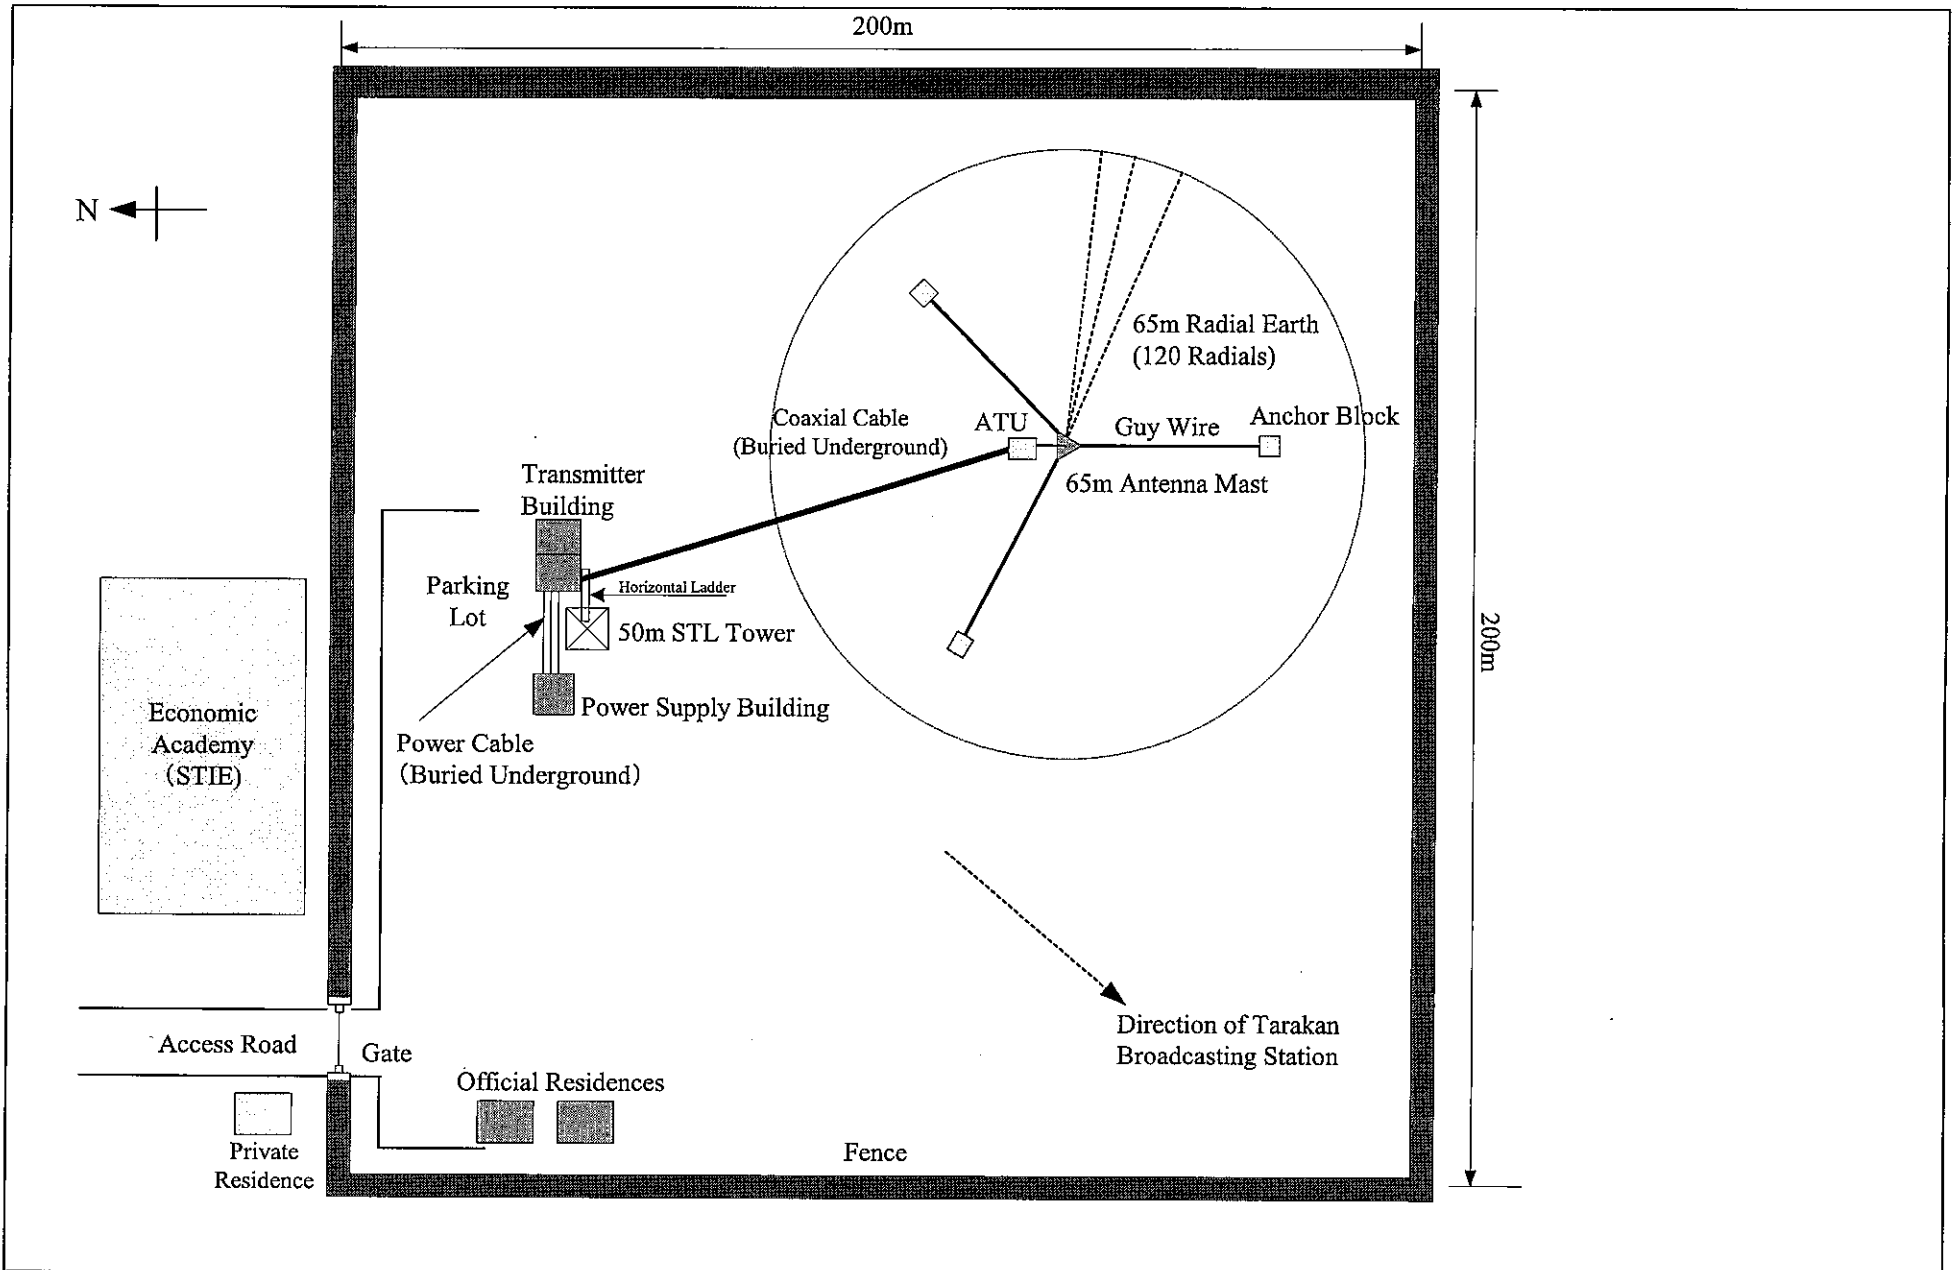 200m
N
65m Radial Earth
(120 Radials)
Coaxial Cable
(Buried Underground)
ATU
Guy Wire
Anchor Block
65m Antenna Mast
Transmitter
Building
Parking
Lot
Horizontal Ladder
50m STL Tower
200m
Power Supply Building
Economic
Academy
(STIE)
Power Cable
(Buried Underground)
Direction of Tarakan
Broadcasting Station
Access Road
Gate
Official Residences
Private
Residence
Fence